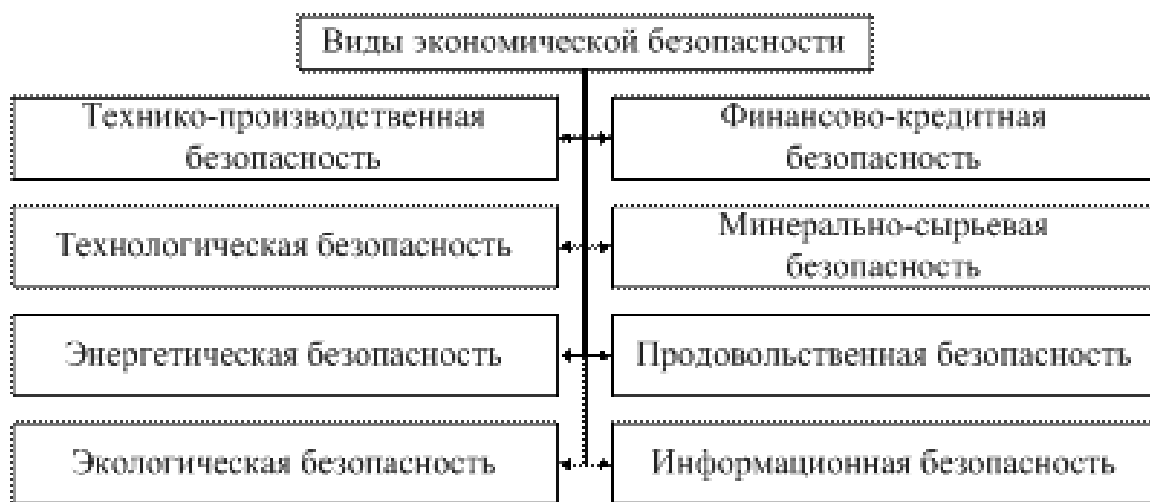 Виды экономической безопасности
Технико-производственная
безопасность
Финансово-кредитная
безопасность
Технологическая безопасность
Минерально-сырьевая
безопасность
Энергетическая безопасность
Продовольственная безопасность
Экологическая безопасность
Информационная безопасность